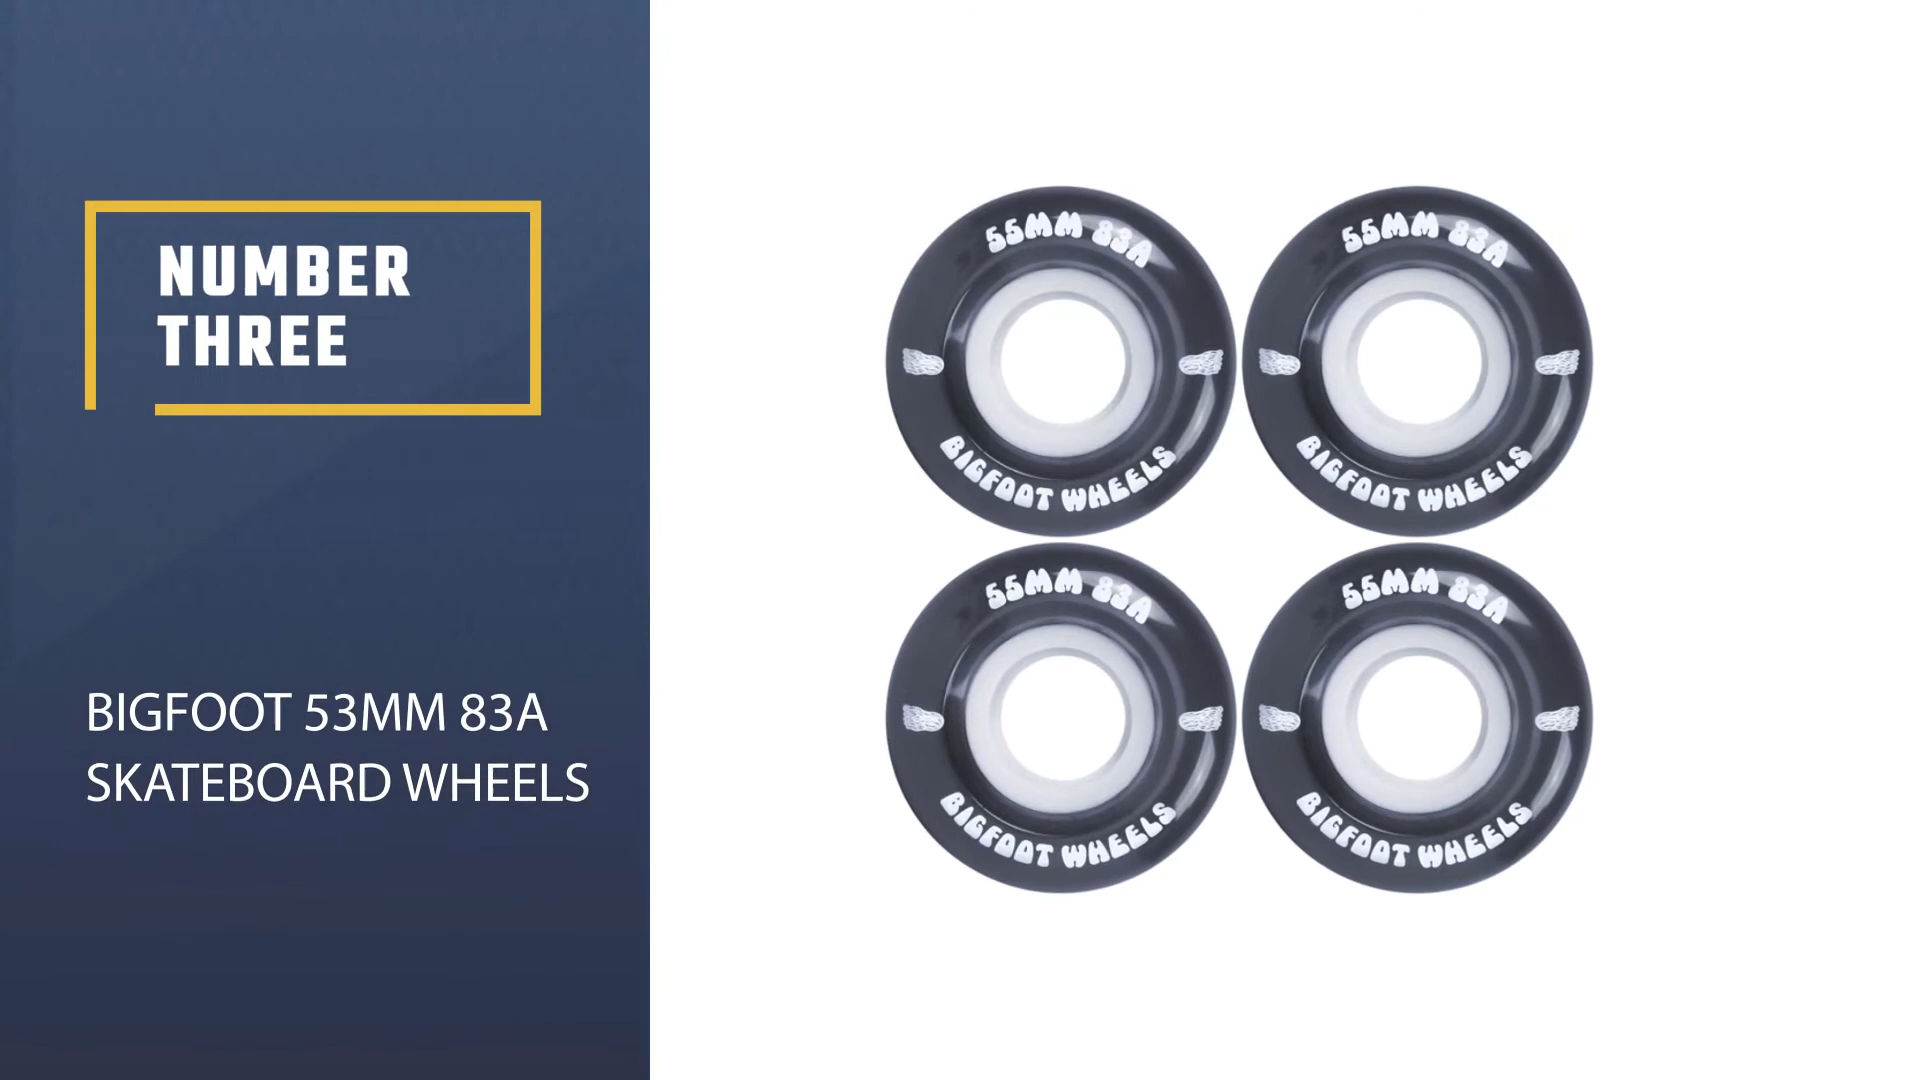 NUMBER
THREE
BIGFOOT 53MM 83A
SKATEBOARD WHEELS
55MM 83A
BIGFOOT WHEELS
55MM 83A
BIGFOOT WHEELS
55MM 83A
BIGFOOT WHEELS
55MM 83A
BIGFOOT WHEELS